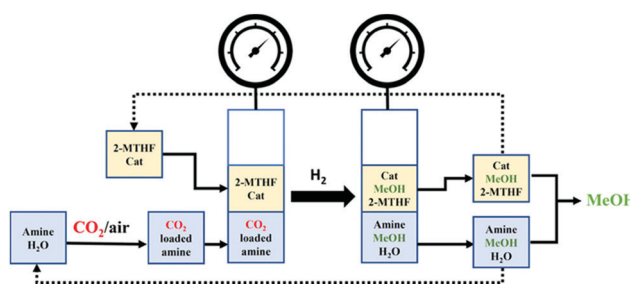 2-MTHF
Cat
2-MTHF
Cat
H₂
Cat
MeOH
2-MTHF
Cat
MeOH
2-MTHF
MeOH
Amine
H₂O
CO₂/air
CO₂
loaded
amine
CO₂
loaded
amine
Amine
MeOH
H₂O
Amine
MeOH
H₂O